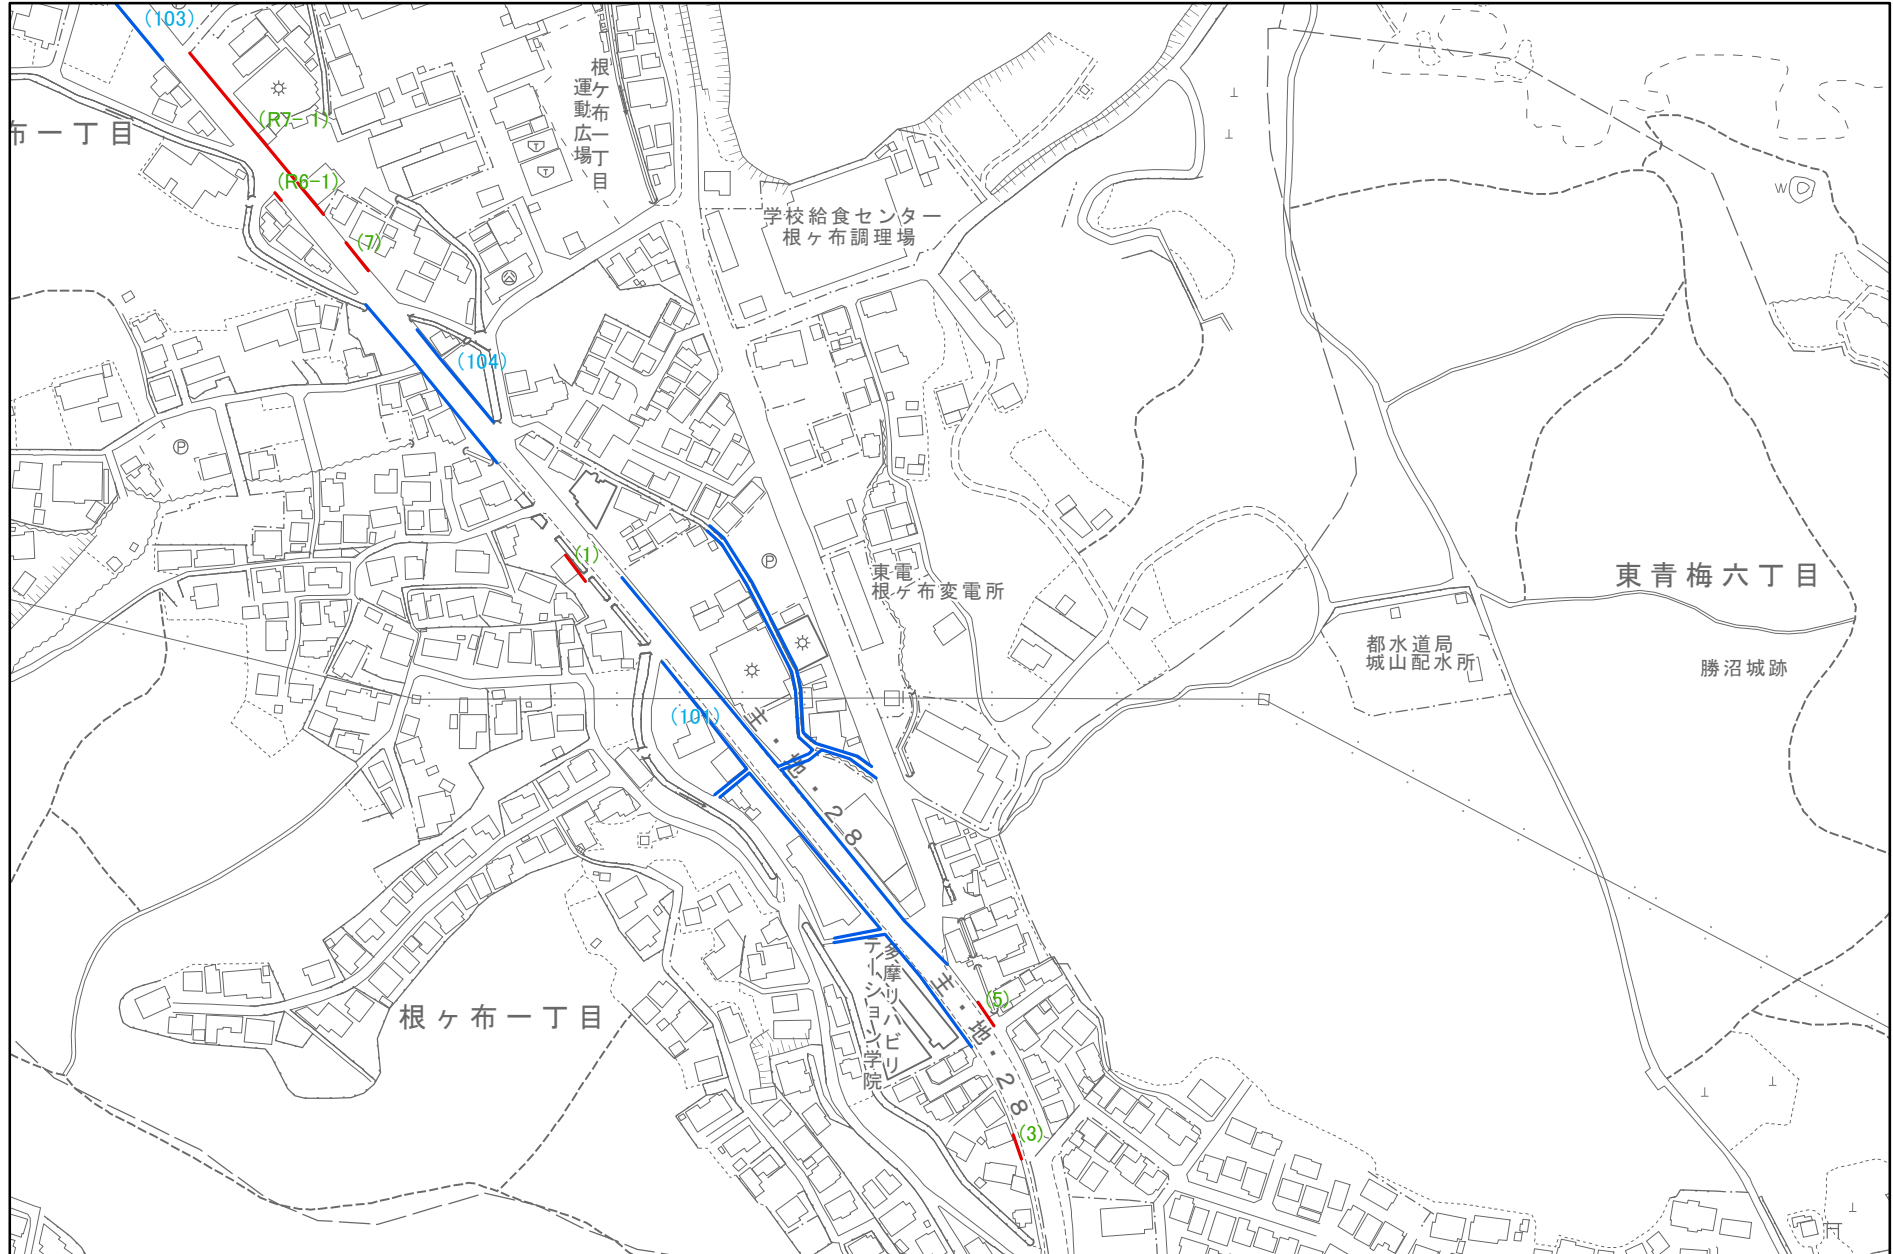 (103)
(R7-1)
布一丁目
(R6-1)
(7)
根ヶ布一丁目
運動広場
学校給食センター
根ヶ布調理場
W
(104)
P
P
(1)
東電
根ヶ布変電所
東青梅六丁目
都水道局
城山配水所
勝沼城跡
(101)
主・地・28
多摩リハビリ
テーション学院
主・地・28
(5)
根ヶ布一丁目
(3)